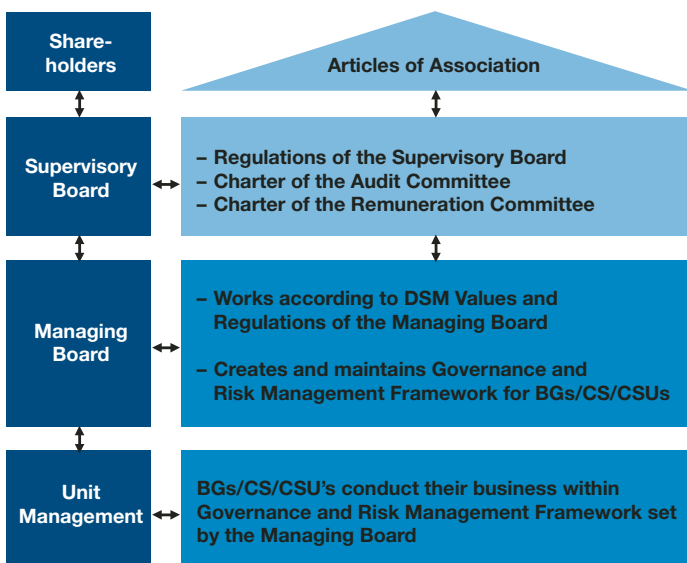 Share-
holders
Articles of Association
Supervisory
Board
– Regulations of the Supervisory Board
– Charter of the Audit Committee
– Charter of the Remuneration Committee
Managing
Board
– Works according to DSM Values and
Regulations of the Managing Board
– Creates and maintains Governance and
Risk Management Framework for BGs/CS/CSUs
Unit
Management
BGs/CS/CSU's conduct their business within
Governance and Risk Management Framework set
by the Managing Board